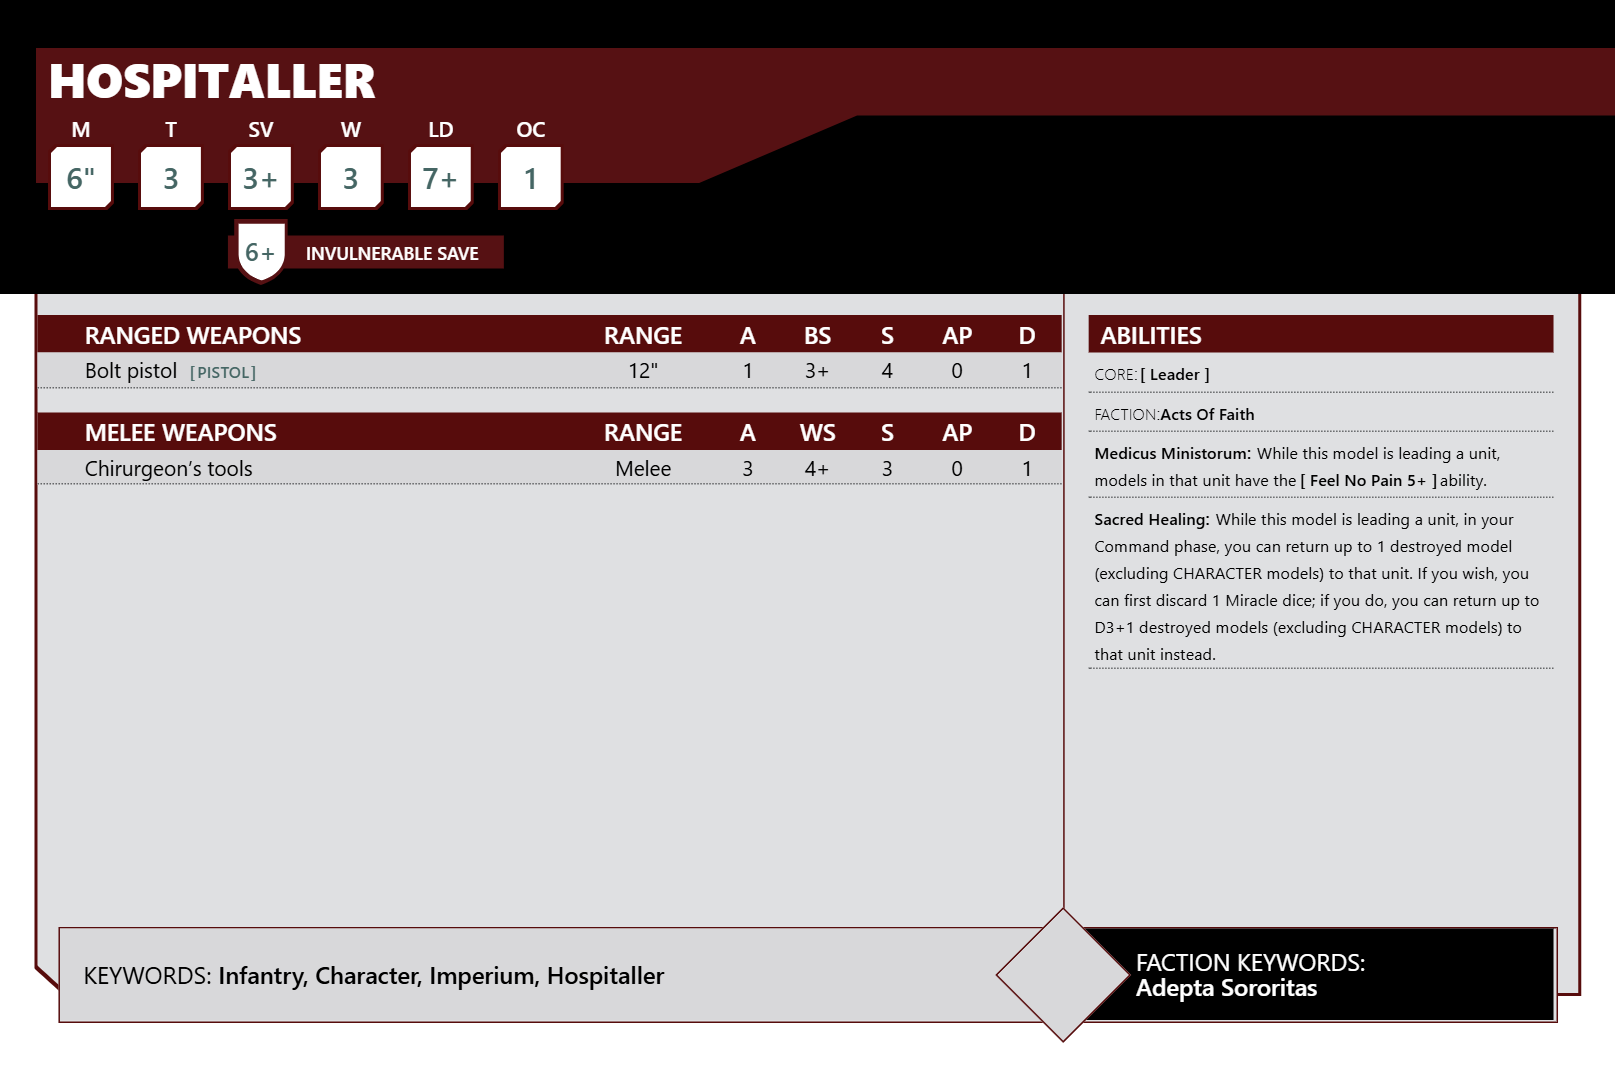 HOSPITALLER
M T SV W LD OC
6" 3 3+ 3 7+ 1
6+ INVULNERABLE SAVE
RANGED WEAPONS RANGE A BS S AP D
Bolt pistol [PISTOL] 12" 1 3+ 4 0 1
MELEE WEAPONS RANGE A WS S AP D
Chirurgeon’s tools Melee 3 4+ 3 0 1
ABILITIES
CORE: [ Leader ]
FACTION:Acts Of Faith
Medicus Ministorum: While this model is leading a unit,
models in that unit have the [ Feel No Pain 5+ ] ability.
Sacred Healing: While this model is leading a unit, in your
Command phase, you can return up to 1 destroyed model
(excluding CHARACTER models) to that unit. If you wish, you
can first discard 1 Miracle dice; if you do, you can return up to
D3+1 destroyed models (excluding CHARACTER models) to
that unit instead.
KEYWORDS: Infantry, Character, Imperium, Hospitaller
FACTION KEYWORDS:
Adepta Sororitas